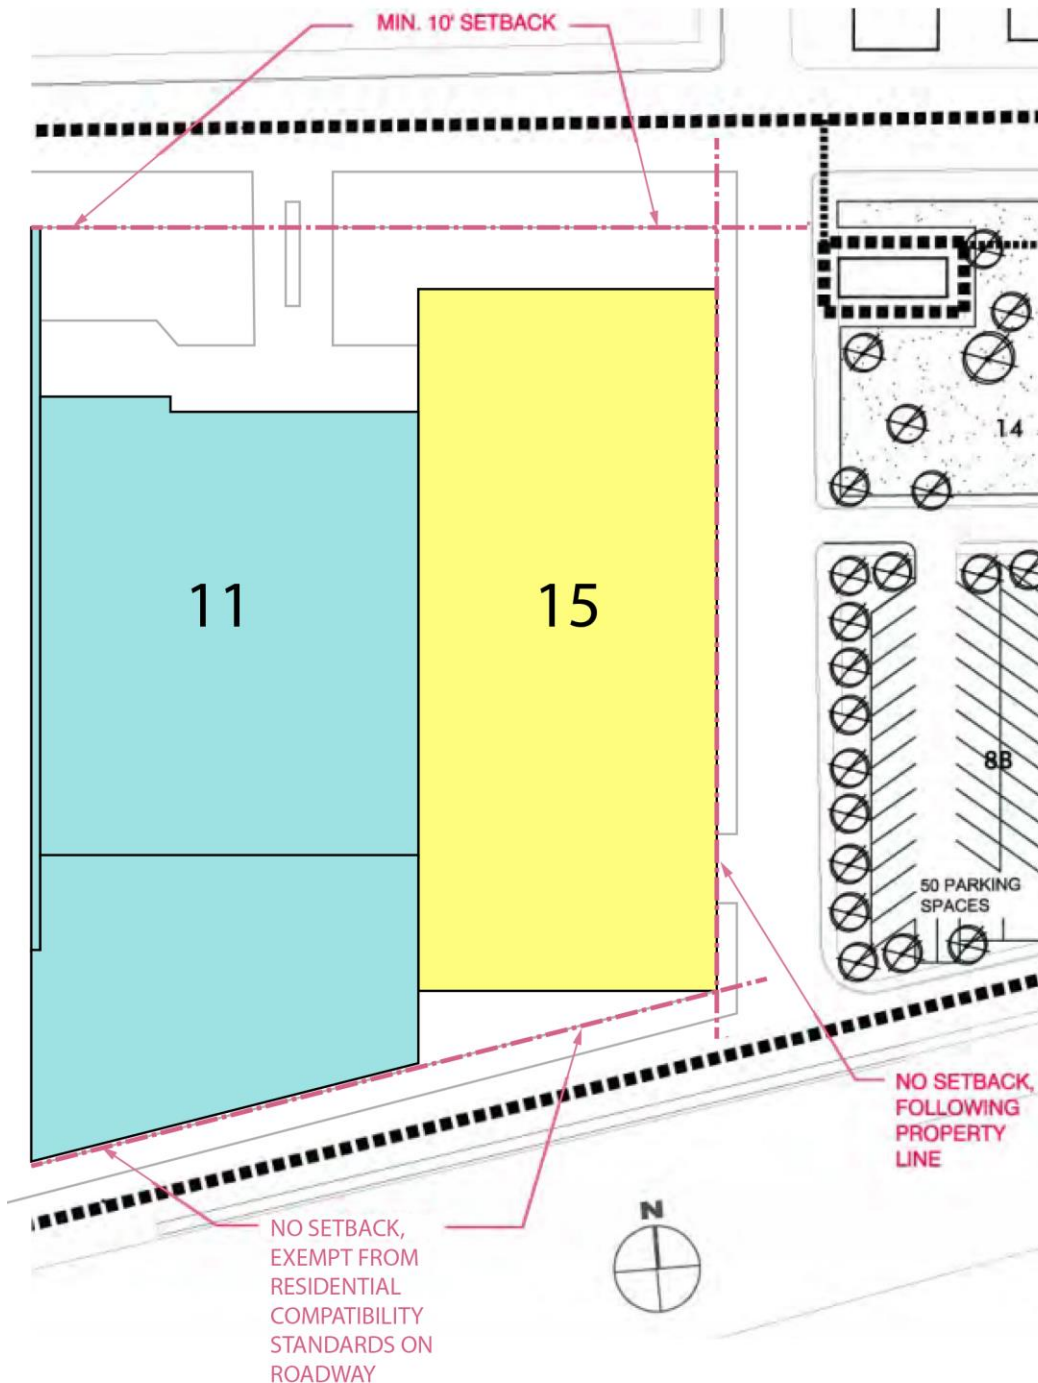 MIN. 10' SETBACK
14
11
15
8B
50 PARKING
SPACES
NO SETBACK,
FOLLOWING
PROPERTY
LINE
N
NO SETBACK,
EXEMPT FROM
RESIDENTIAL
COMPATIBILITY
STANDARDS ON
ROADWAY